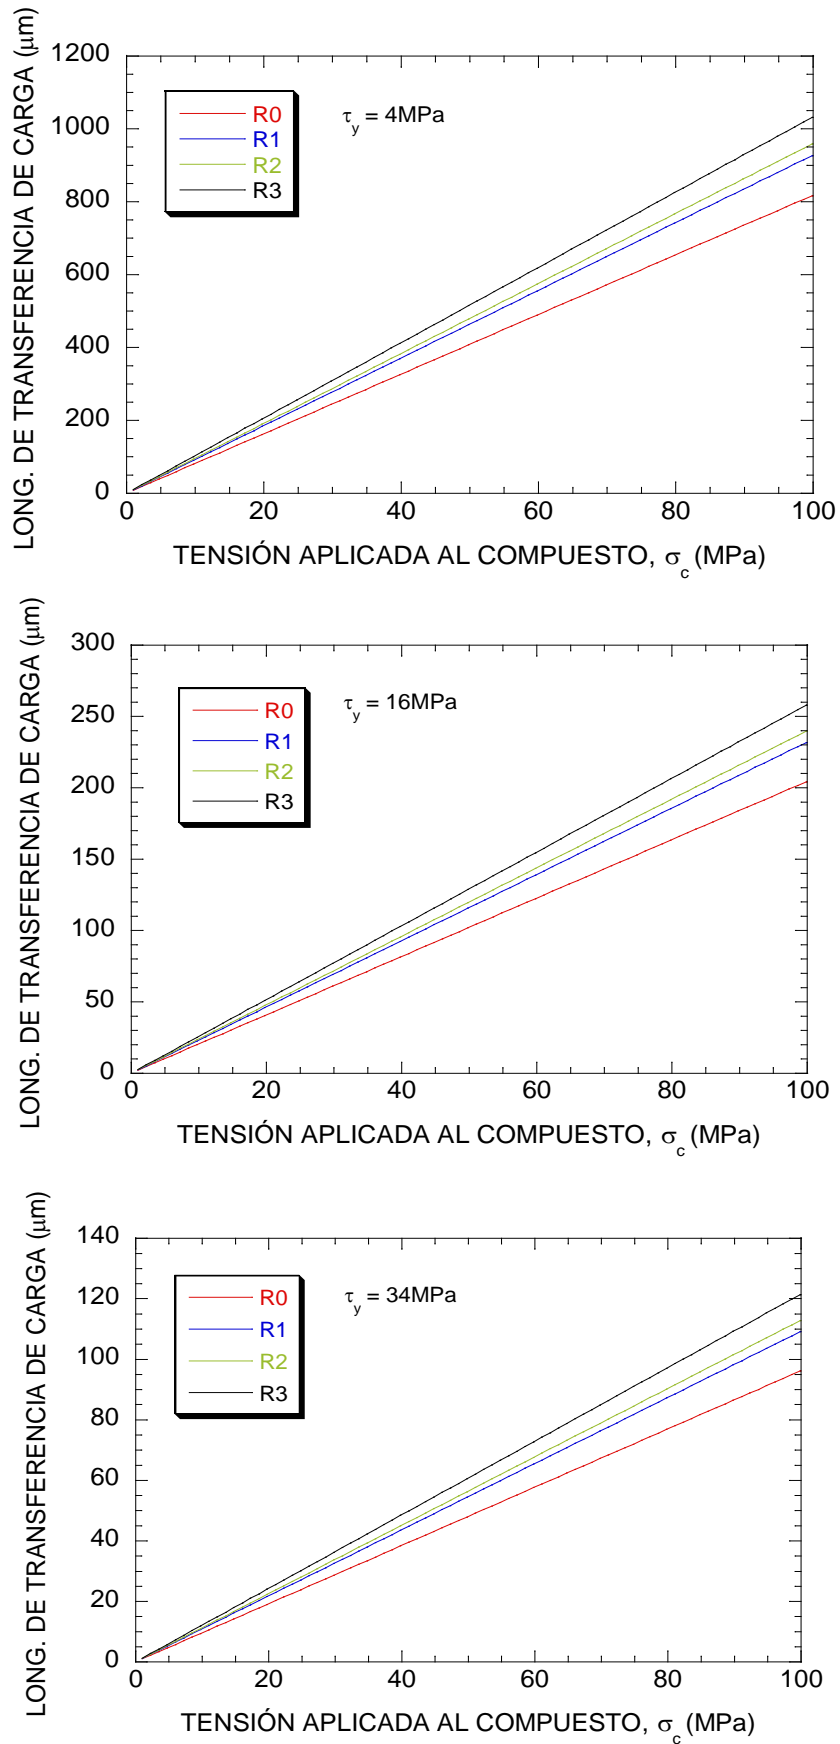 LONG. DE TRANSFERENCIA DE CARGA (μm)
1200
1000
800
600
400
200
0
R0
R1
R2
R3
τy = 4MPa
0 20 40 60 80 100
TENSIÓN APLICADA AL COMPUESTO, σc (MPa)
LONG. DE TRANSFERENCIA DE CARGA (μm)
300
250
200
150
100
50
0
R0
R1
R2
R3
τy = 16MPa
0 20 40 60 80 100
TENSIÓN APLICADA AL COMPUESTO, σc (MPa)
LONG. DE TRANSFERENCIA DE CARGA (μm)
140
120
100
80
60
40
20
0
R0
R1
R2
R3
τy = 34MPa
0 20 40 60 80 100
TENSIÓN APLICADA AL COMPUESTO, σc (MPa)